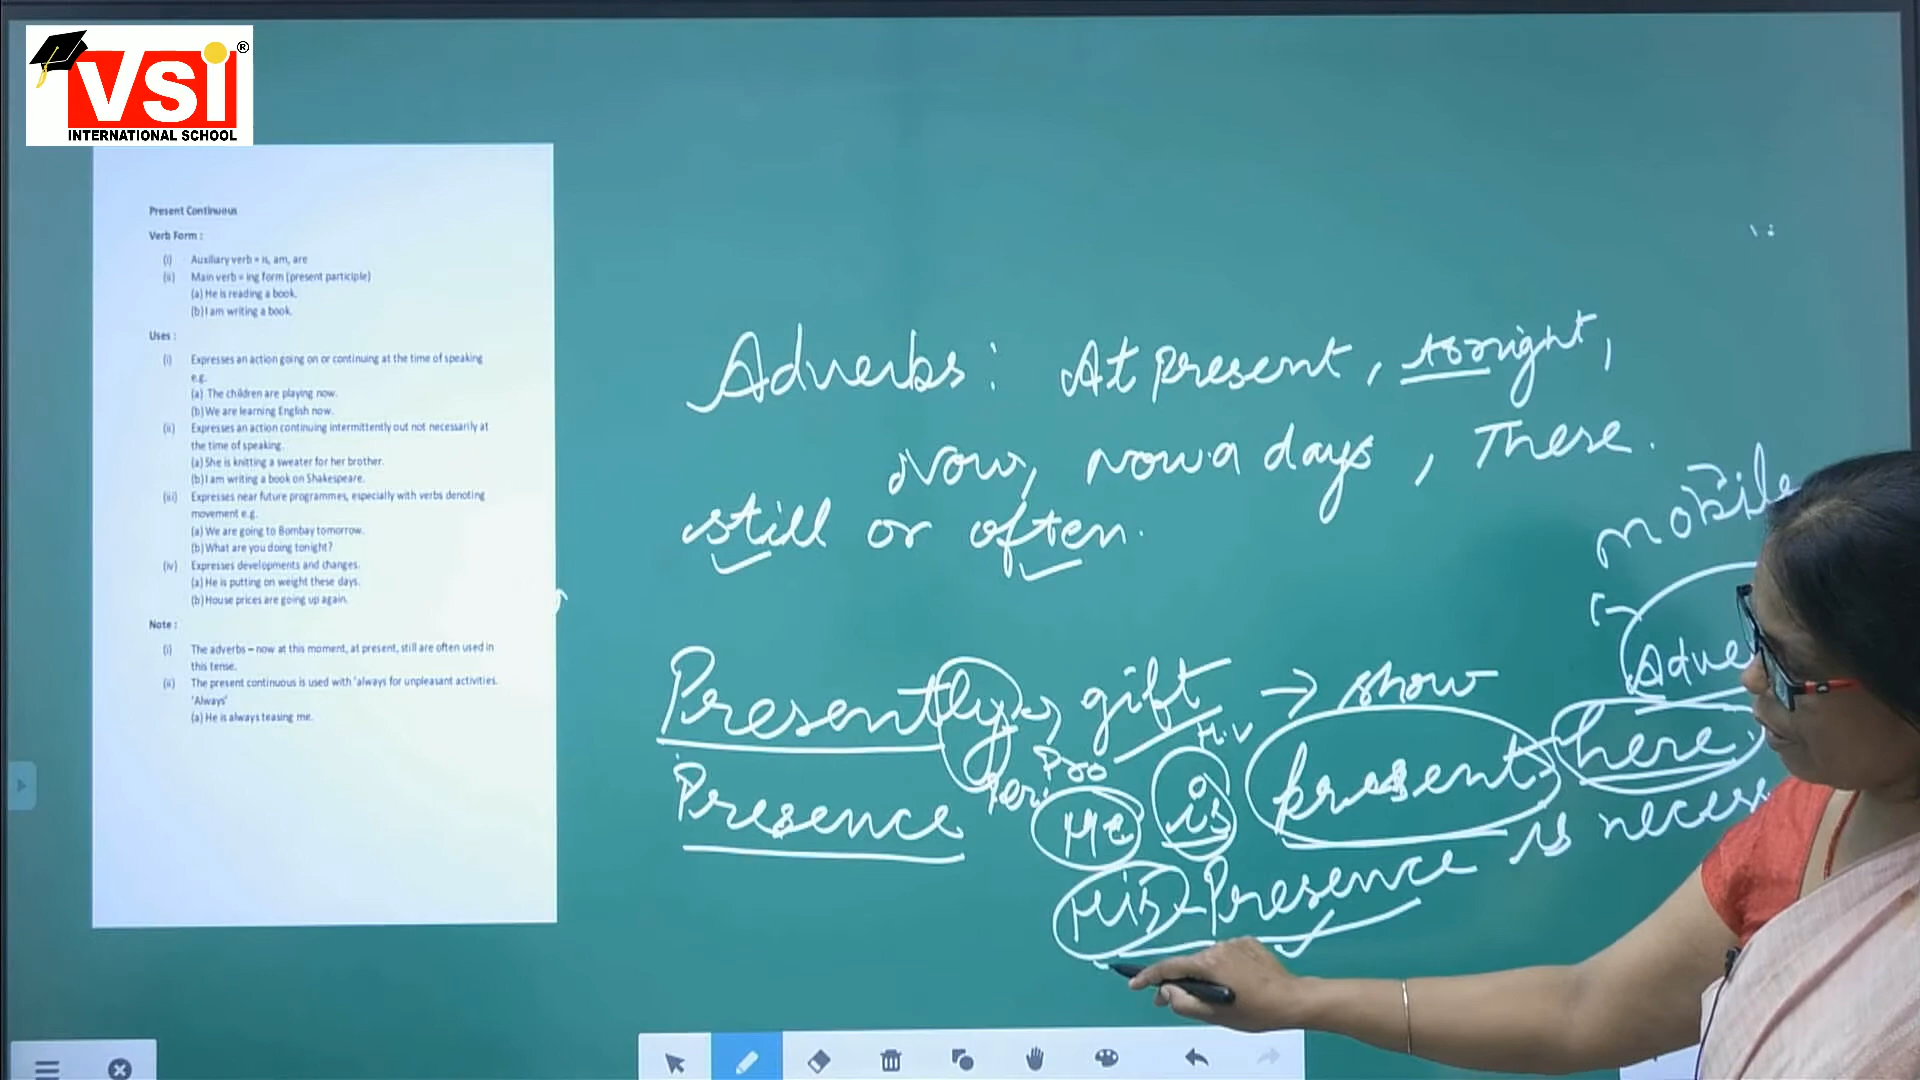 VSI ®
INTERNATIONAL SCHOOL
Present Continuous
Verb Form :
(i) Auxiliary verb = is, am, are
(ii) Main verb = ing form (present participle)
(a) He is reading a book.
(b) I am writing a book.
Uses :
(i) Expresses an action going on or continuing at the time of speaking
e.g.
(a) The children are playing now.
(b) We are learning English now.
(ii) Expresses an action continuing intermittently out not necessarily at
the time of speaking.
(a) She is knitting a sweater for her brother.
(b) I am writing a book on Shakespeare.
(iii) Expresses near future programmes, especially with verbs denoting
movement e.g.
(a) We are going to Bombay tomorrow.
(b) What are you doing tonight?
(iv) Expresses developments and changes.
(a) He is putting on weight these days.
(b) House prices are going up again.
Note :
(i) The adverbs – now at this moment, at present, still are often used in
this tense.
(ii) The present continuous is used with 'always for unpleasant activities.
'Always'
(a) He is always teasing me.
Adverbs : At present, tonight,
Now, Nowa days, These.
still or often.
mobile
Adve
Presently → gift → show
H.V
Pro
Per.
Presence He is present here
His Presence is neces